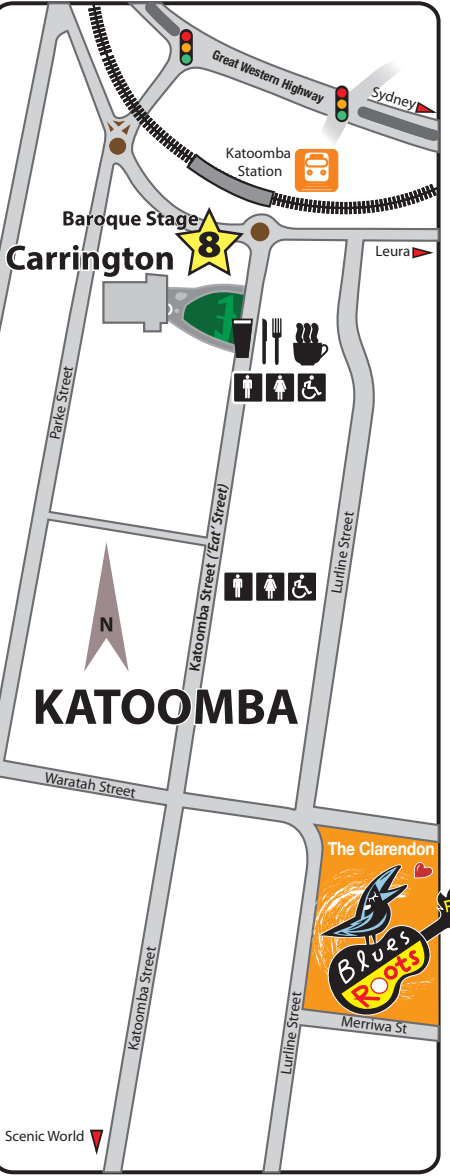 Great Western Highway
Sydney
Katoomba
Station
Baroque Stage
8
Carrington
Leura
Parke Street
Katoomba Street ('Eat' Street)
Lurline Street
N
KATOOMBA
Waratah Street
The Clarendon
Blues
Roots
Katoomba Street
Lurline Street
Merriwa St
Scenic World